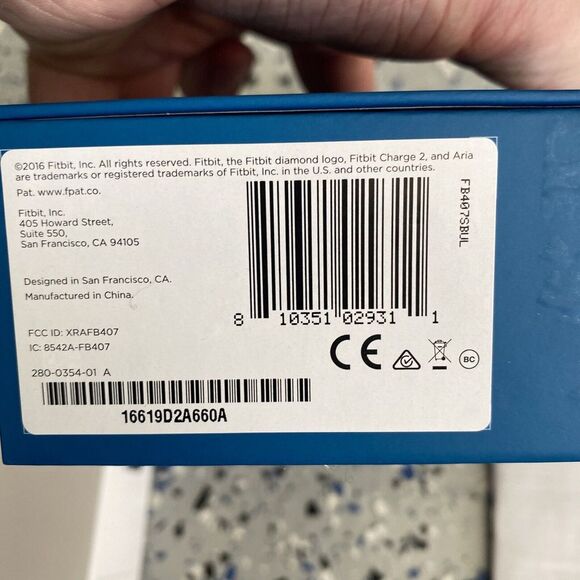 ©2016 Fitbit, Inc. All rights reserved. Fitbit, the Fitbit diamond logo, Fitbit Charge 2, and Aria
are trademarks or registered trademarks of Fitbit, Inc. in the U.S. and other countries.
Pat. www.fpat.co.
Fitbit, Inc.
405 Howard Street,
Suite 550,
San Francisco, CA 94105
Designed in San Francisco, CA.
Manufactured in China.
FCC ID: XRAFB407
IC: 8542A-FB407
280-0354-01 A
16619D2A660A
FB407SBUL
8 10351 02931 1
CE
BC